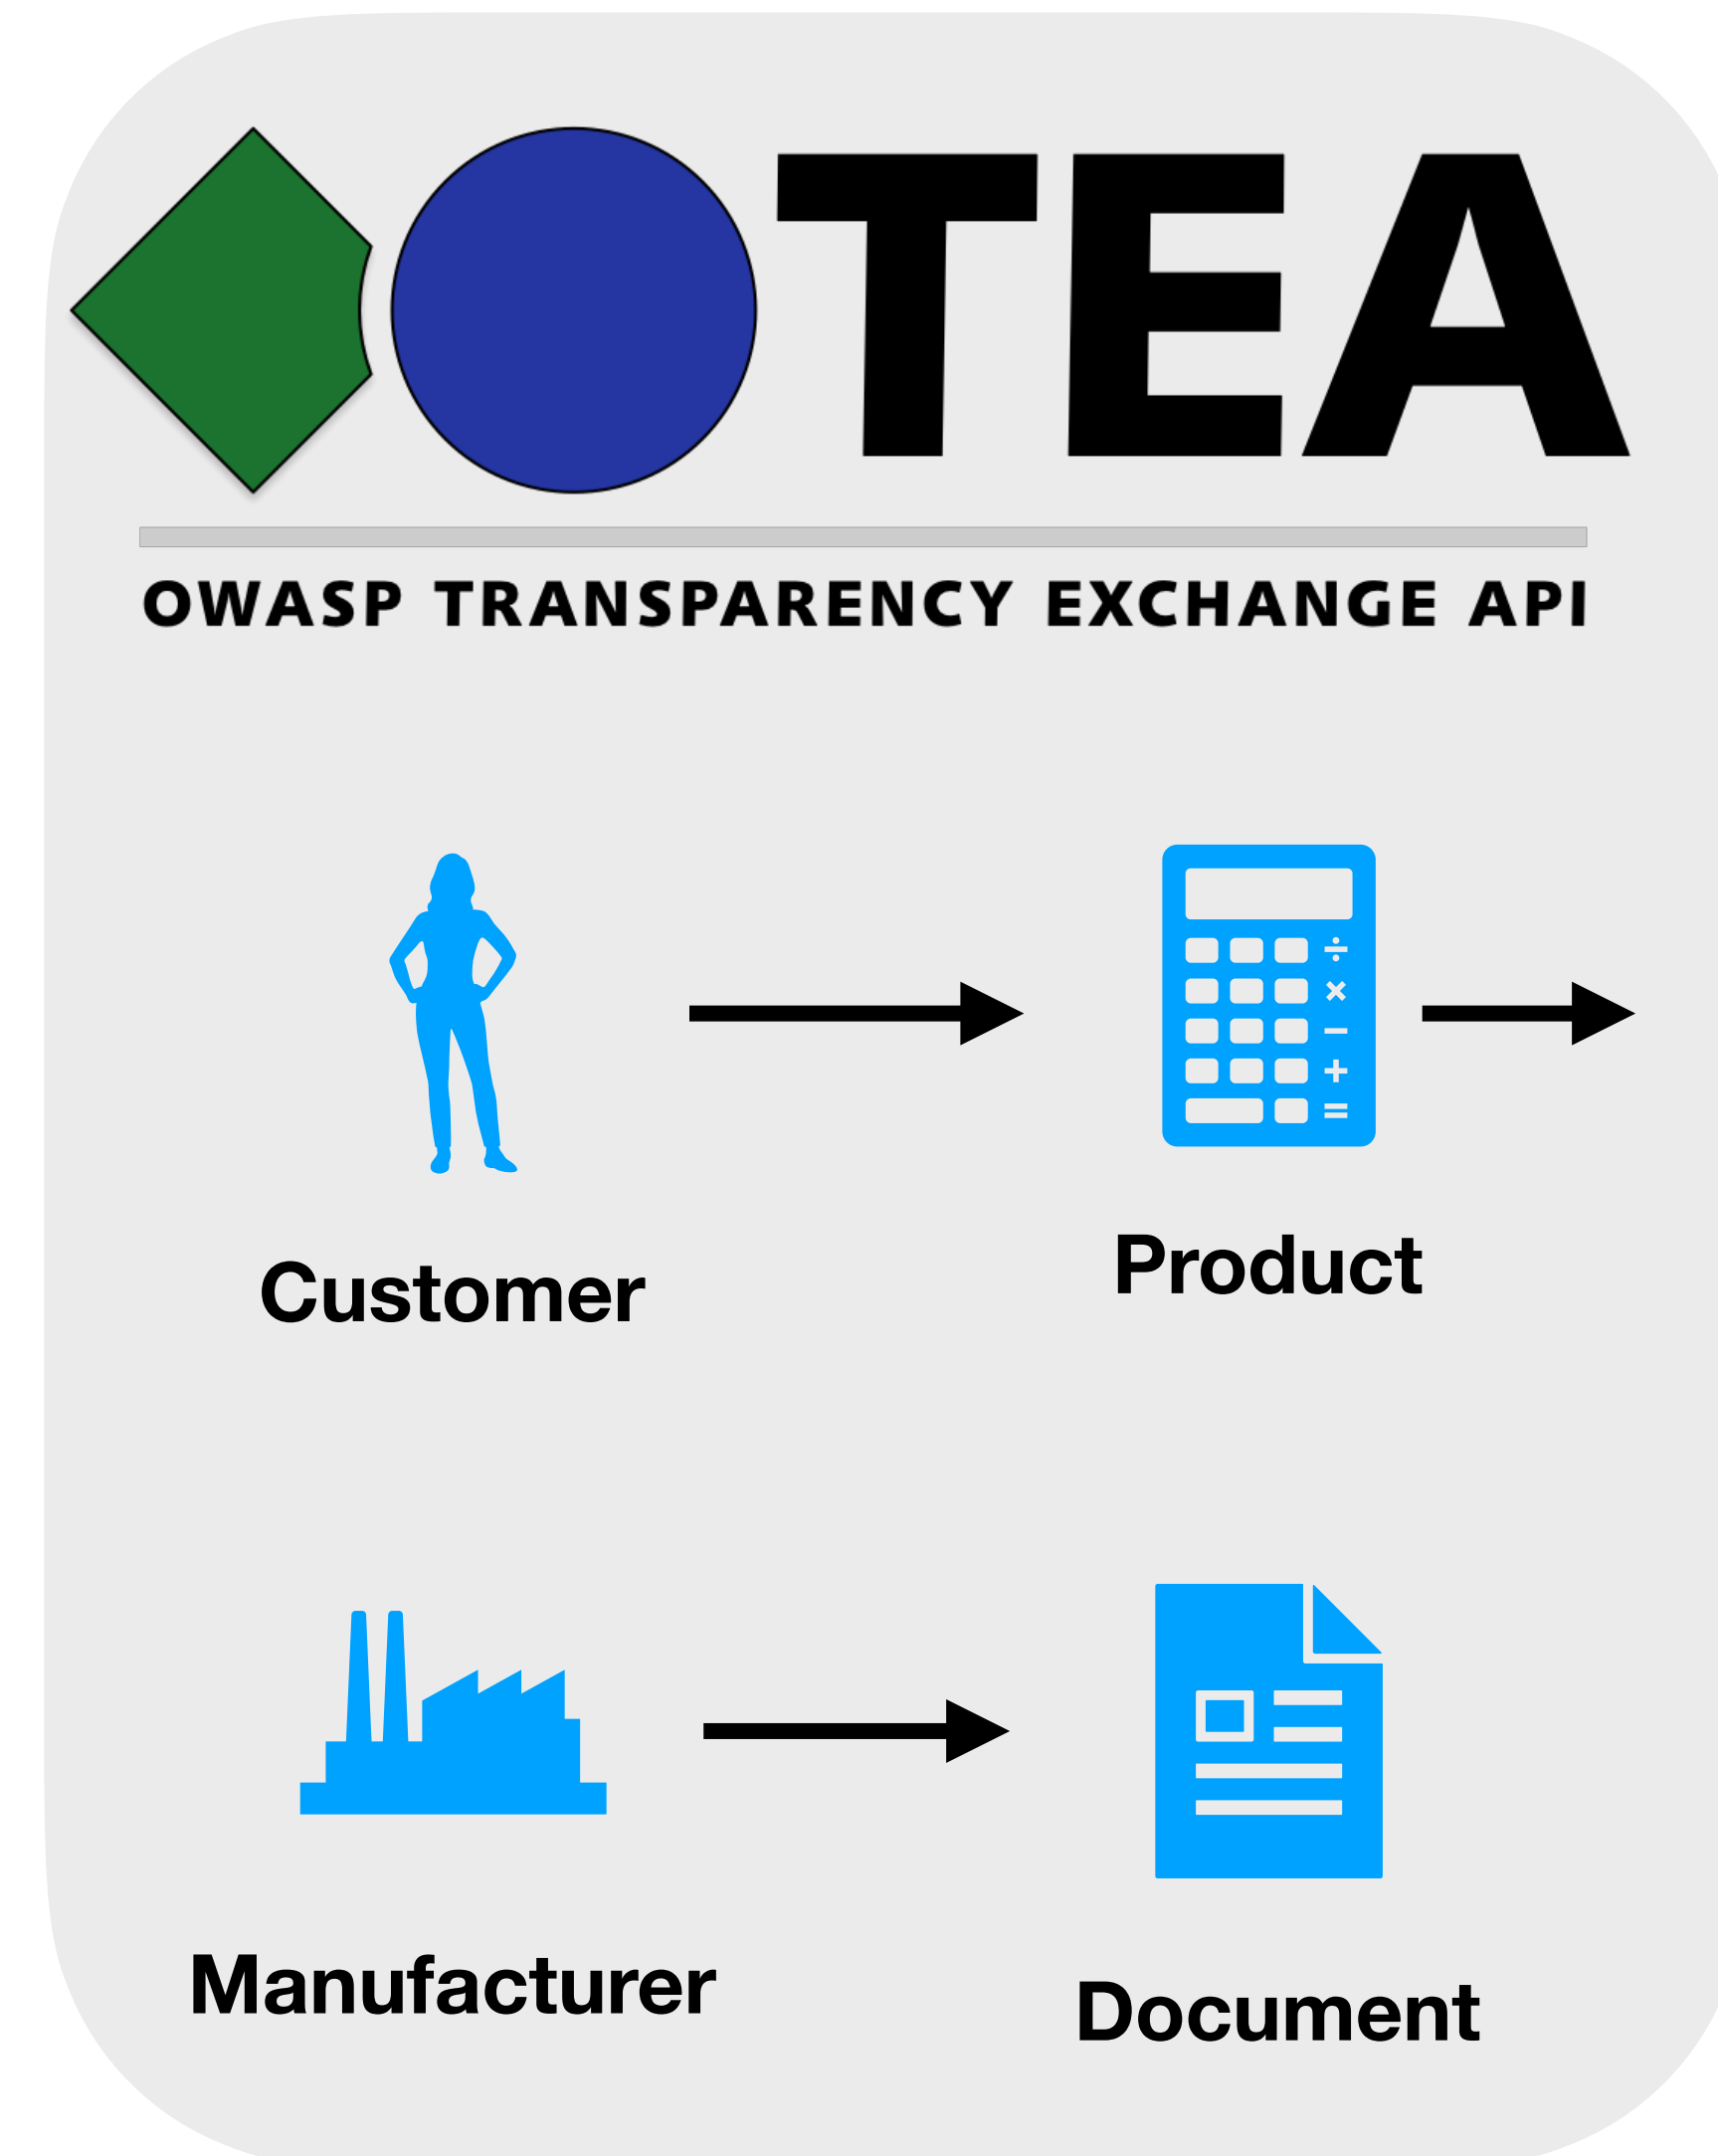 TEA
OWASP TRANSPARENCY EXCHANGE API
Customer
Product
Manufacturer
Document